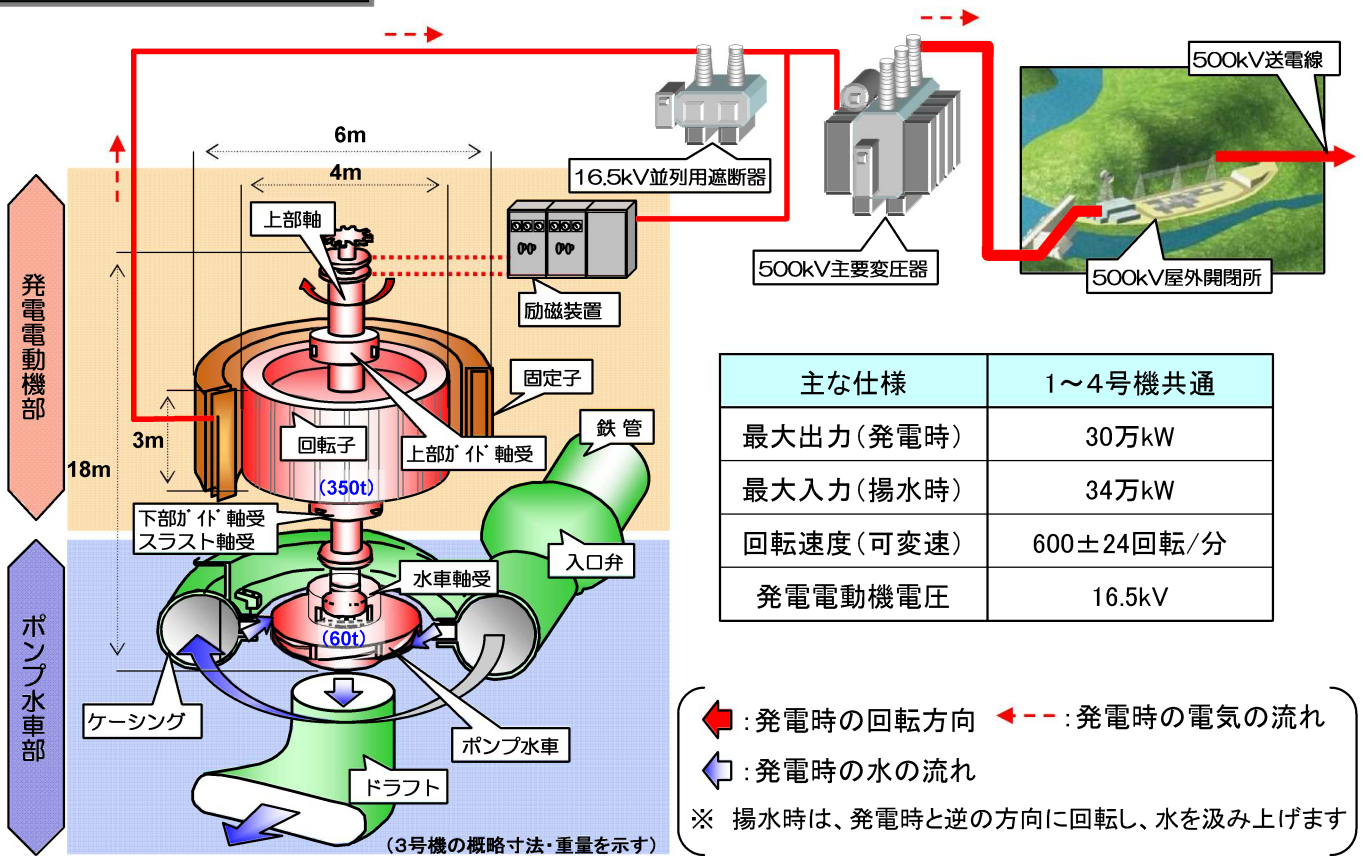 500kV送電線
6m
4m
16.5kV並列用遮断器
上部軸
500kV主要変圧器
500kV屋外開閉所
励磁装置
発電電動機部
固定子
鉄管
3m
回転子
上部ガイド軸受
18m
(350t)
下部ガイド軸受
スラスト軸受
入口弁
水車軸受
(60t)
ポンプ水車部
ケーシング
ポンプ水車
ドラフト
(3号機の概略寸法・重量を示す)
主な仕様 1～4号機共通
最大出力(発電時) 30万kW
最大入力(揚水時) 34万kW
回転速度(可変速) 600±24回転/分
発電電動機電圧 16.5kV
:発電時の回転方向 :発電時の電気の流れ
:発電時の水の流れ
※ 揚水時は、発電時と逆の方向に回転し、水を汲み上げます